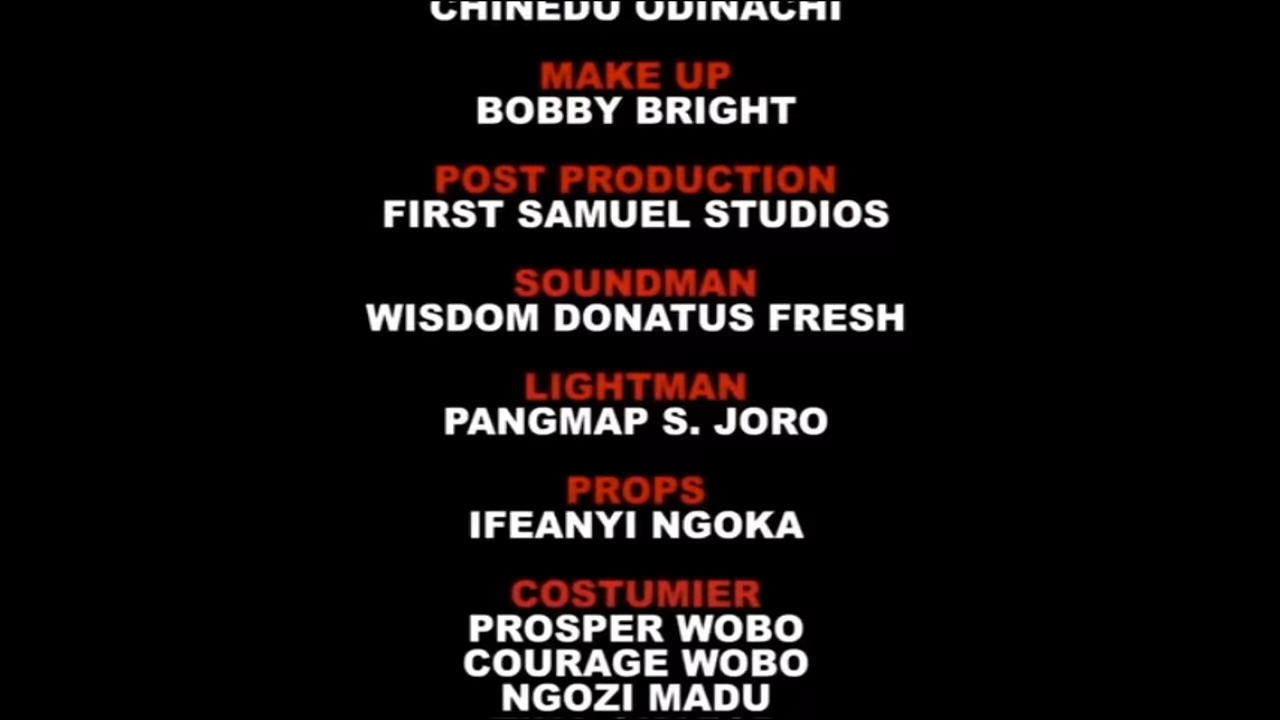 CHINEDU ODINACHI
MAKE UP
BOBBY BRIGHT
POST PRODUCTION
FIRST SAMUEL STUDIOS
SOUNDMAN
WISDOM DONATUS FRESH
LIGHTMAN
PANGMAP S. JORO
PROPS
IFEANYI NGOKA
COSTUMIER
PROSPER WOBO
COURAGE WOBO
NGOZI MADU